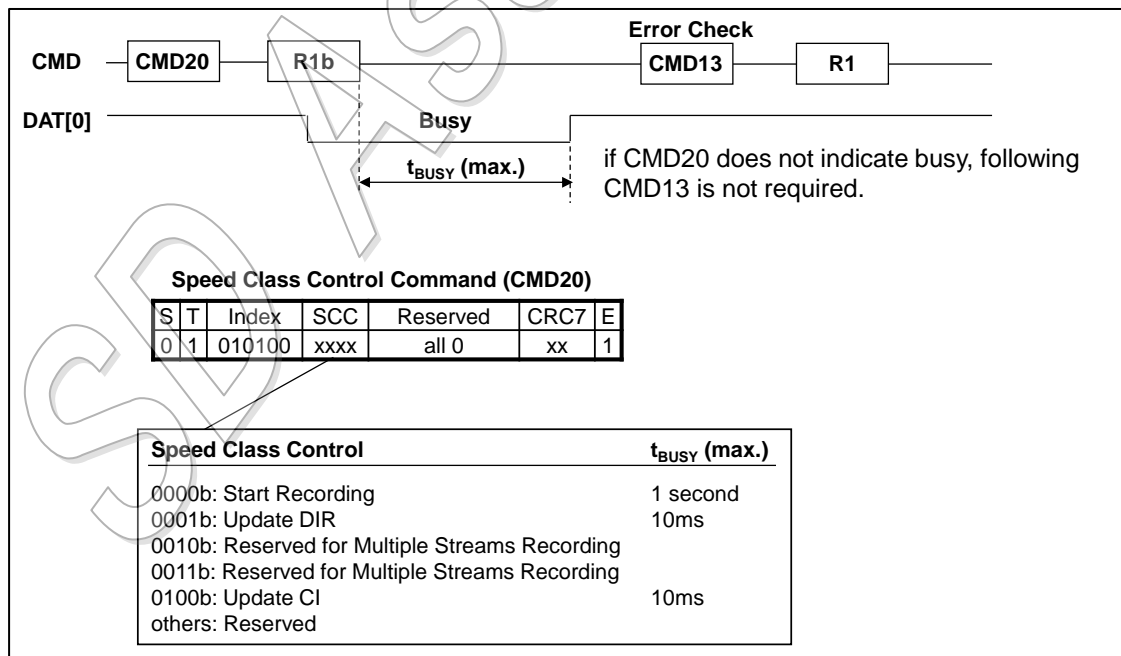 Error Check
CMD CMD20 R1b CMD13 R1
DAT[0] Busy
tBUSY (max.)
if CMD20 does not indicate busy, following
CMD13 is not required.
Speed Class Control Command (CMD20)
S T Index SCC Reserved CRC7 E
0 1 010100 xxxx all 0 xx 1
Speed Class Control tBUSY (max.)
0000b: Start Recording 1 second
0001b: Update DIR 10ms
0010b: Reserved for Multiple Streams Recording
0011b: Reserved for Multiple Streams Recording
0100b: Update CI 10ms
others: Reserved